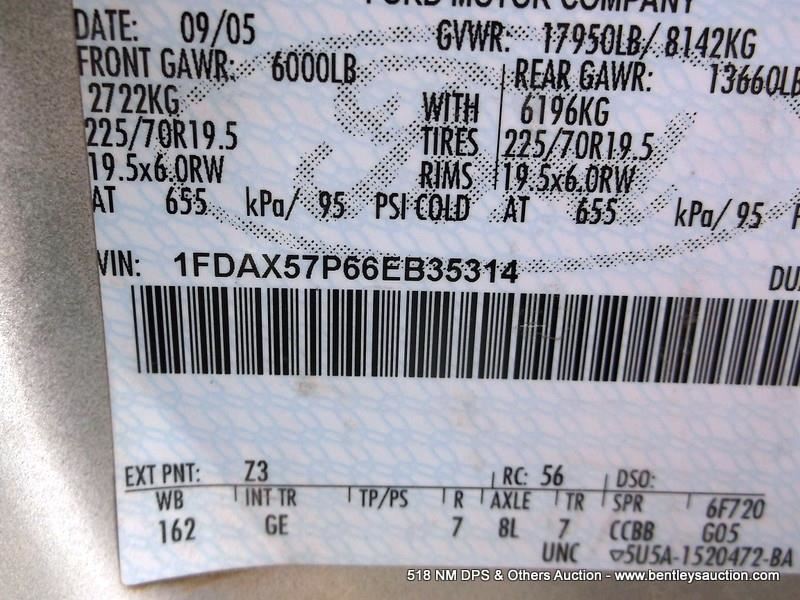 FORD MOTOR COMPANY
DATE: 09/05 GVWR: 17950LB/ 8142KG
FRONT GAWR: 6000LB REAR GAWR: 13660LB
2722KG WITH 6196KG
225/70R19.5 TIRES 225/70R19.5
19.5x6.0RW RIMS 19.5x6.0RW
AT 655 kPa/ 95 PSI COLD AT 655 kPa/ 95
VIN: 1FDAX57P66EB35314
EXT PNT: Z3 RC: 56 DSO:
WB INT TR TP/PS R AXLE TR SPR 6F720
162 GE 7 8L 7 CCBB G05
UNC ▽5U5A-1520472-BA
518 NM DPS & Others Auction - www.bentleysauction.com